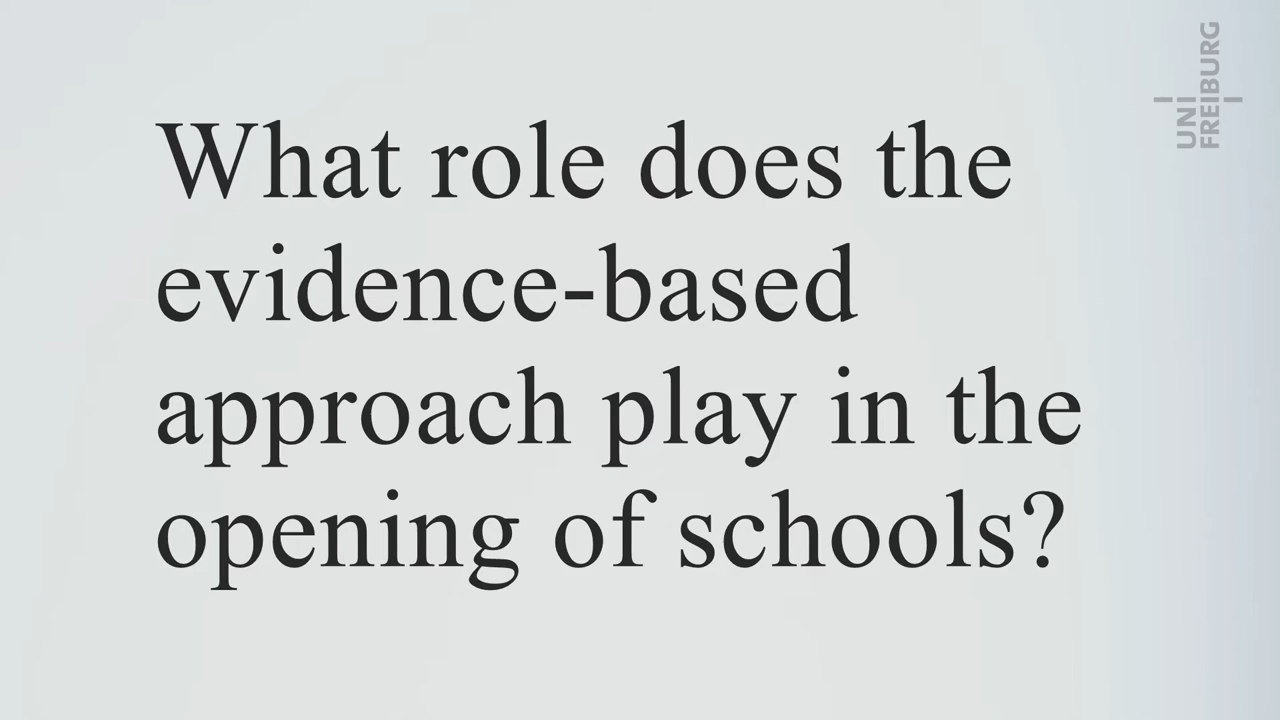 What role does the
evidence-based
approach play in the
opening of schools?
UNI
FREIBURG